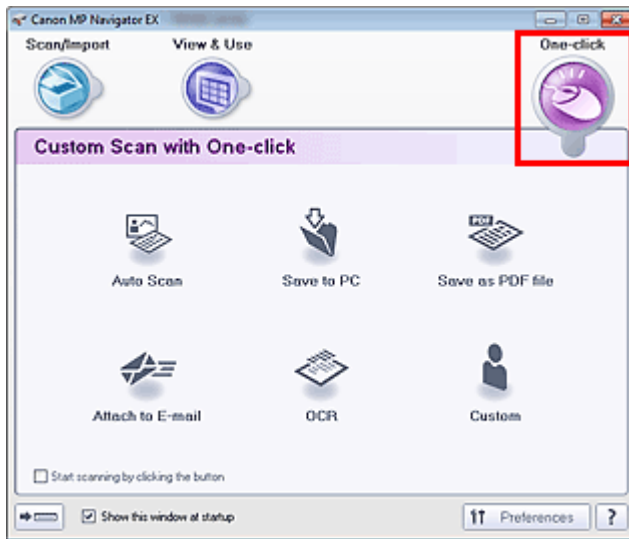 Canon MP Navigator EX
Scan/Import View & Use One-click
Custom Scan with One-click
Auto Scan Save to PC PDF Save as PDF file
Attach to E-mail OCR Custom
Start scanning by clicking the button
Show this window at startup Preferences ?